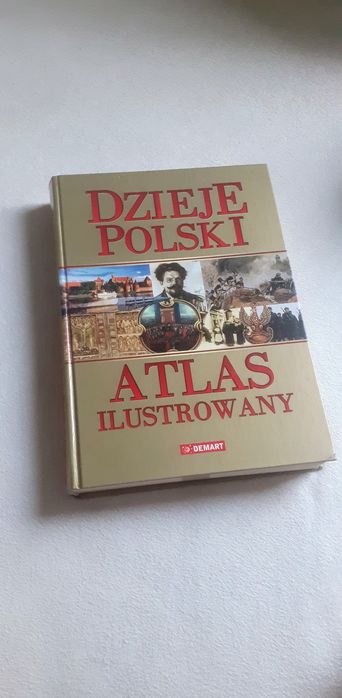 DZIEJE
POLSKI
ATLAS
ILUSTROWANY
DEMART